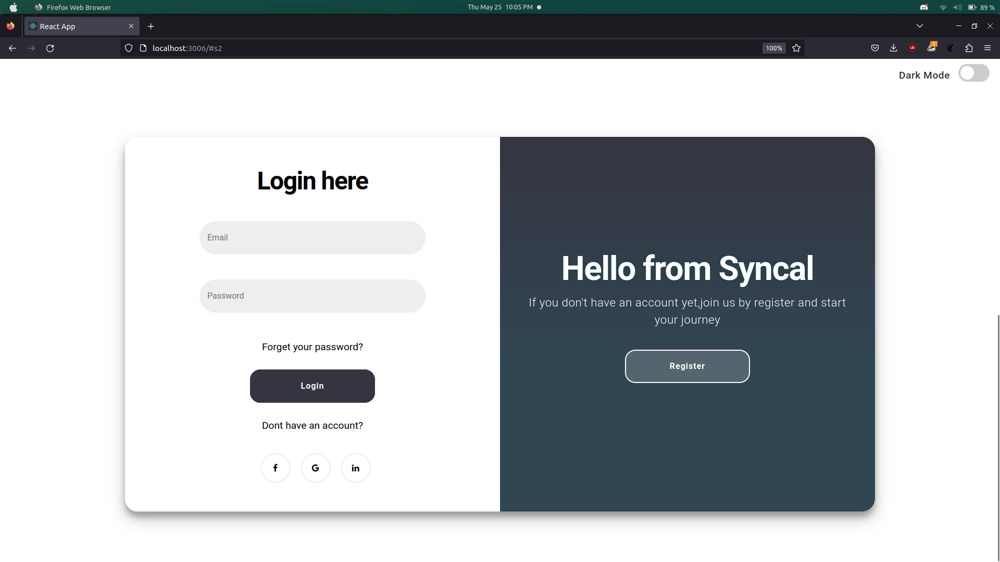 Firefox Web Browser
Thu May 25 10:05 PM
89 %
React App
localhost:3006/#s2
100%
1
Dark Mode
Login here
Email
Password
Forget your password?
Login
Dont have an account?
f
G
in
Hello from Syncal
If you don't have an account yet,join us by register and start
your journey
Register